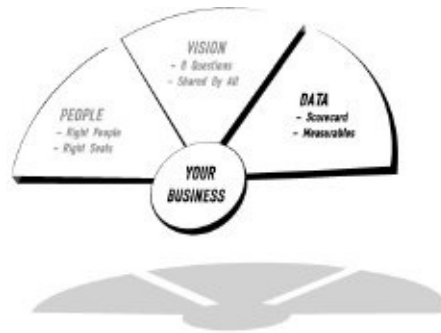 VISION
- 8 Questions
- Shared By All
PEOPLE
- Right People
- Right Seats
DATA
- Scorecard
- Measurables
YOUR
BUSINESS